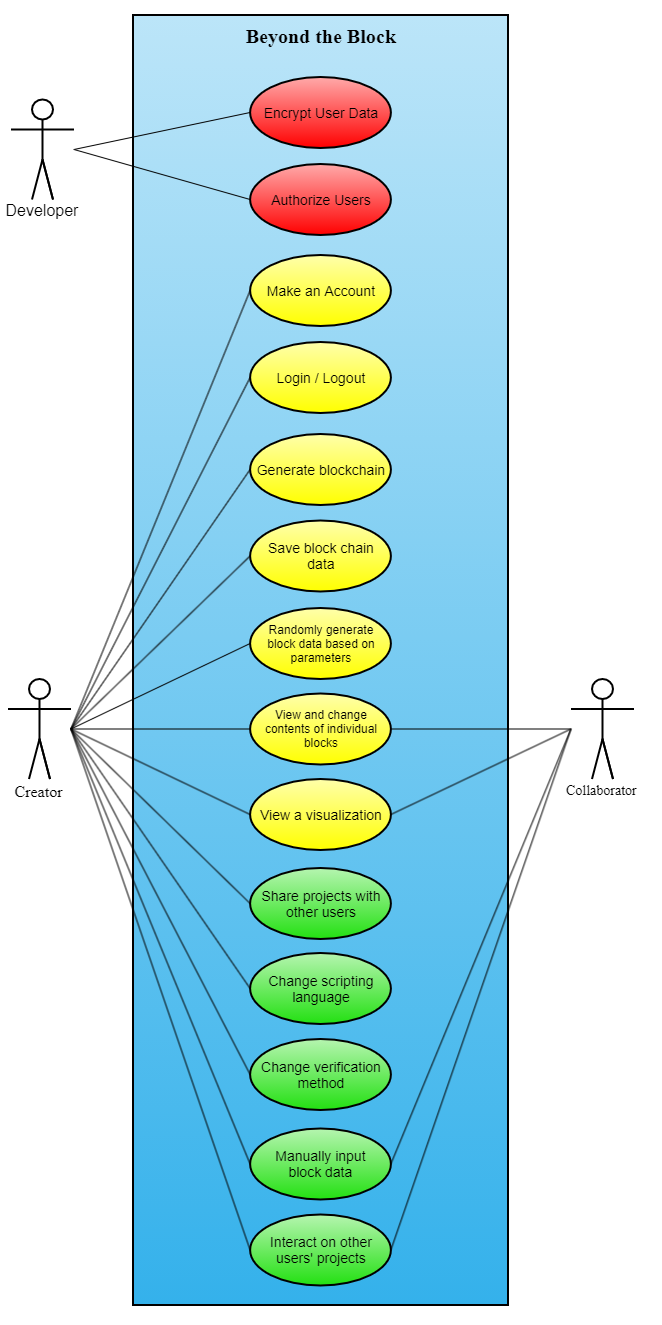 Beyond the Block
Encrypt User Data
Authorize Users
Developer
Make an Account
Login / Logout
Generate blockchain
Save block chain
data
Randomly generate
block data based on
parameters
View and change
contents of individual
blocks
Creator
Collaborator
View a visualization
Share projects with
other users
Change scripting
language
Change verification
method
Manually input
block data
Interact on other
users' projects